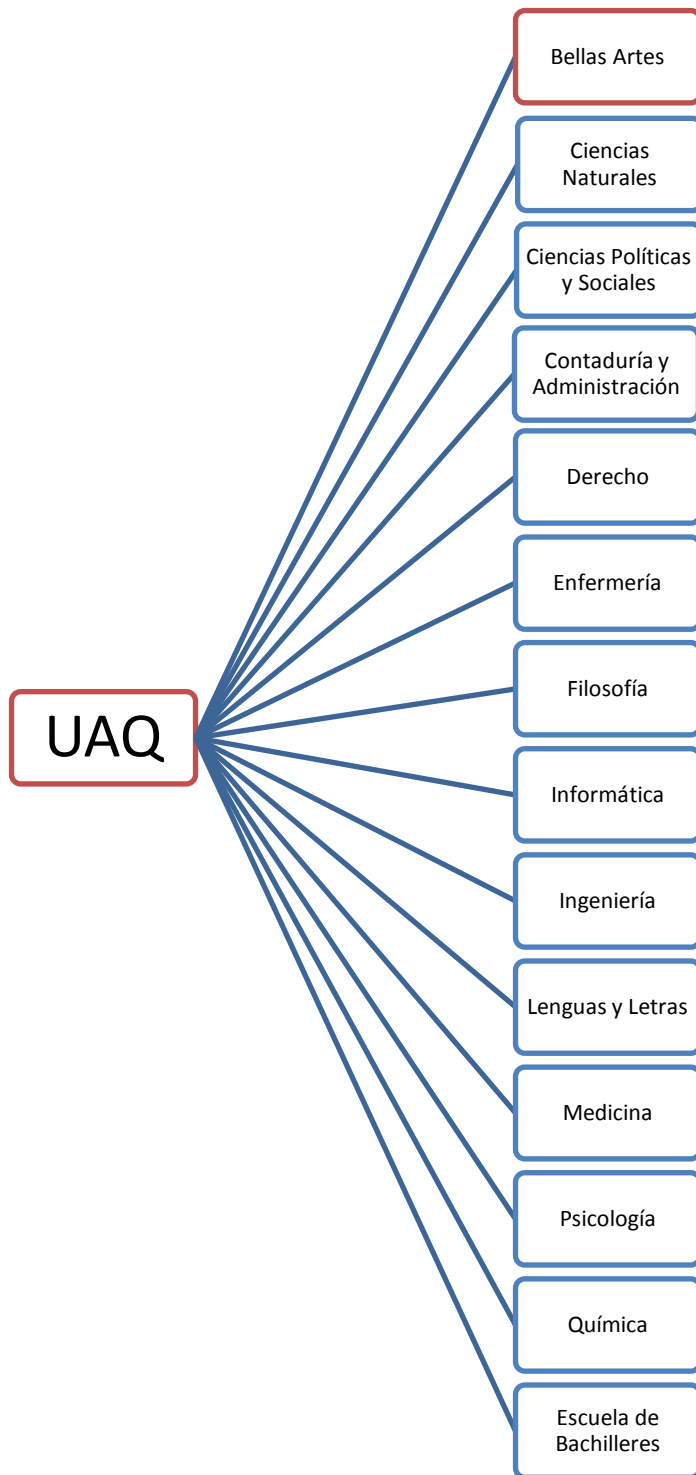 Bellas Artes
Ciencias
Naturales
Ciencias Políticas
y Sociales
Contaduría y
Administración
Derecho
Enfermería
Filosofía
UAQ
Informática
Ingeniería
Lenguas y Letras
Medicina
Psicología
Química
Escuela de
Bachilleres